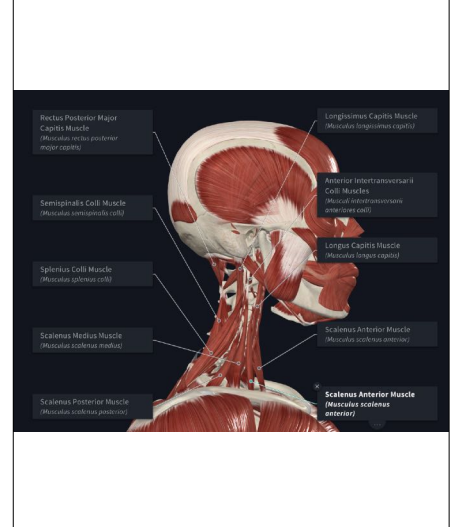 Rectus Posterior Major
Capitis Muscle
(Musculus rectus posterior
major capitis)
Semispinalis Colli Muscle
(Musculus semispinalis colli)
Splenius Colli Muscle
(Musculus splenius colli)
Scalenus Medius Muscle
(Musculus scalenus medius)
Scalenus Posterior Muscle
(Musculus scalenus posterior)
Longissimus Capitis Muscle
(Musculus longissimus capitis)
Anterior Intertransversarii
Colli Muscles
(Musculi intertransversarii
anteriores colli)
Longus Capitis Muscle
(Musculus longus capitis)
Scalenus Anterior Muscle
(Musculus scalenus anterior)
Scalenus Anterior Muscle
(Musculus scalenus
anterior)